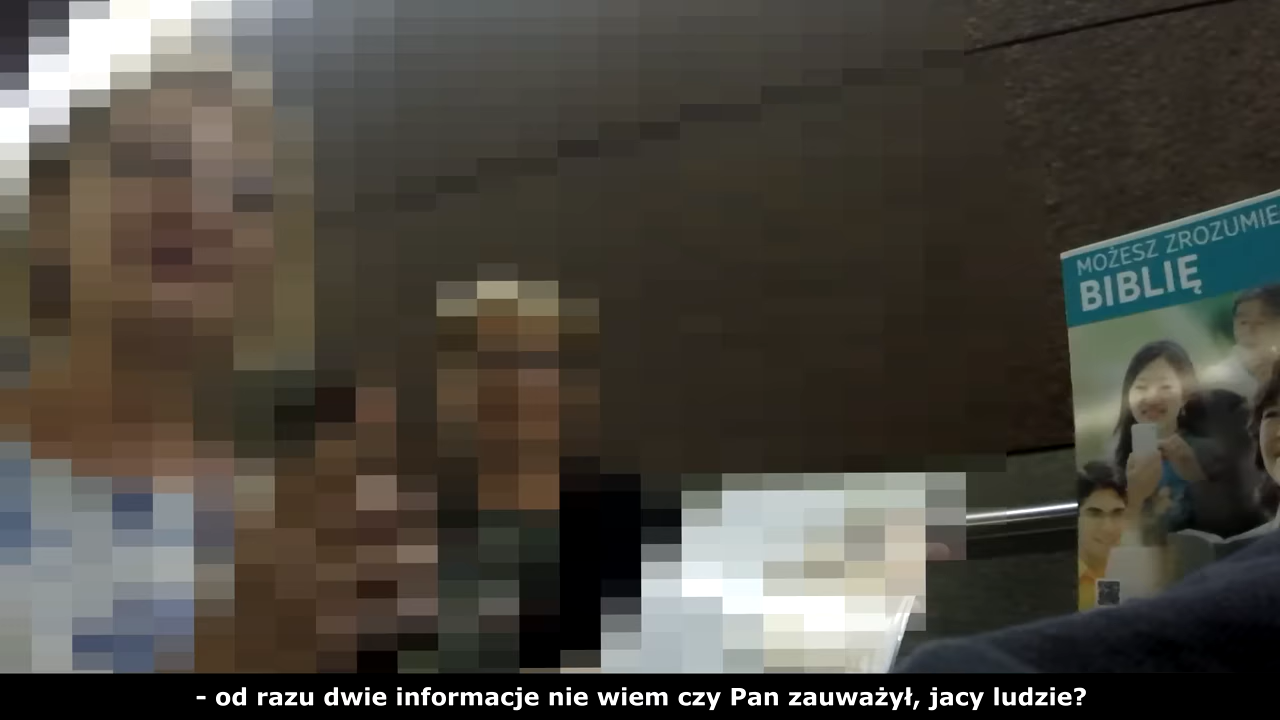 MOŻESZ ZROZUMIE
BIBLIĘ
- od razu dwie informacje nie wiem czy Pan zauważył, jacy ludzie?